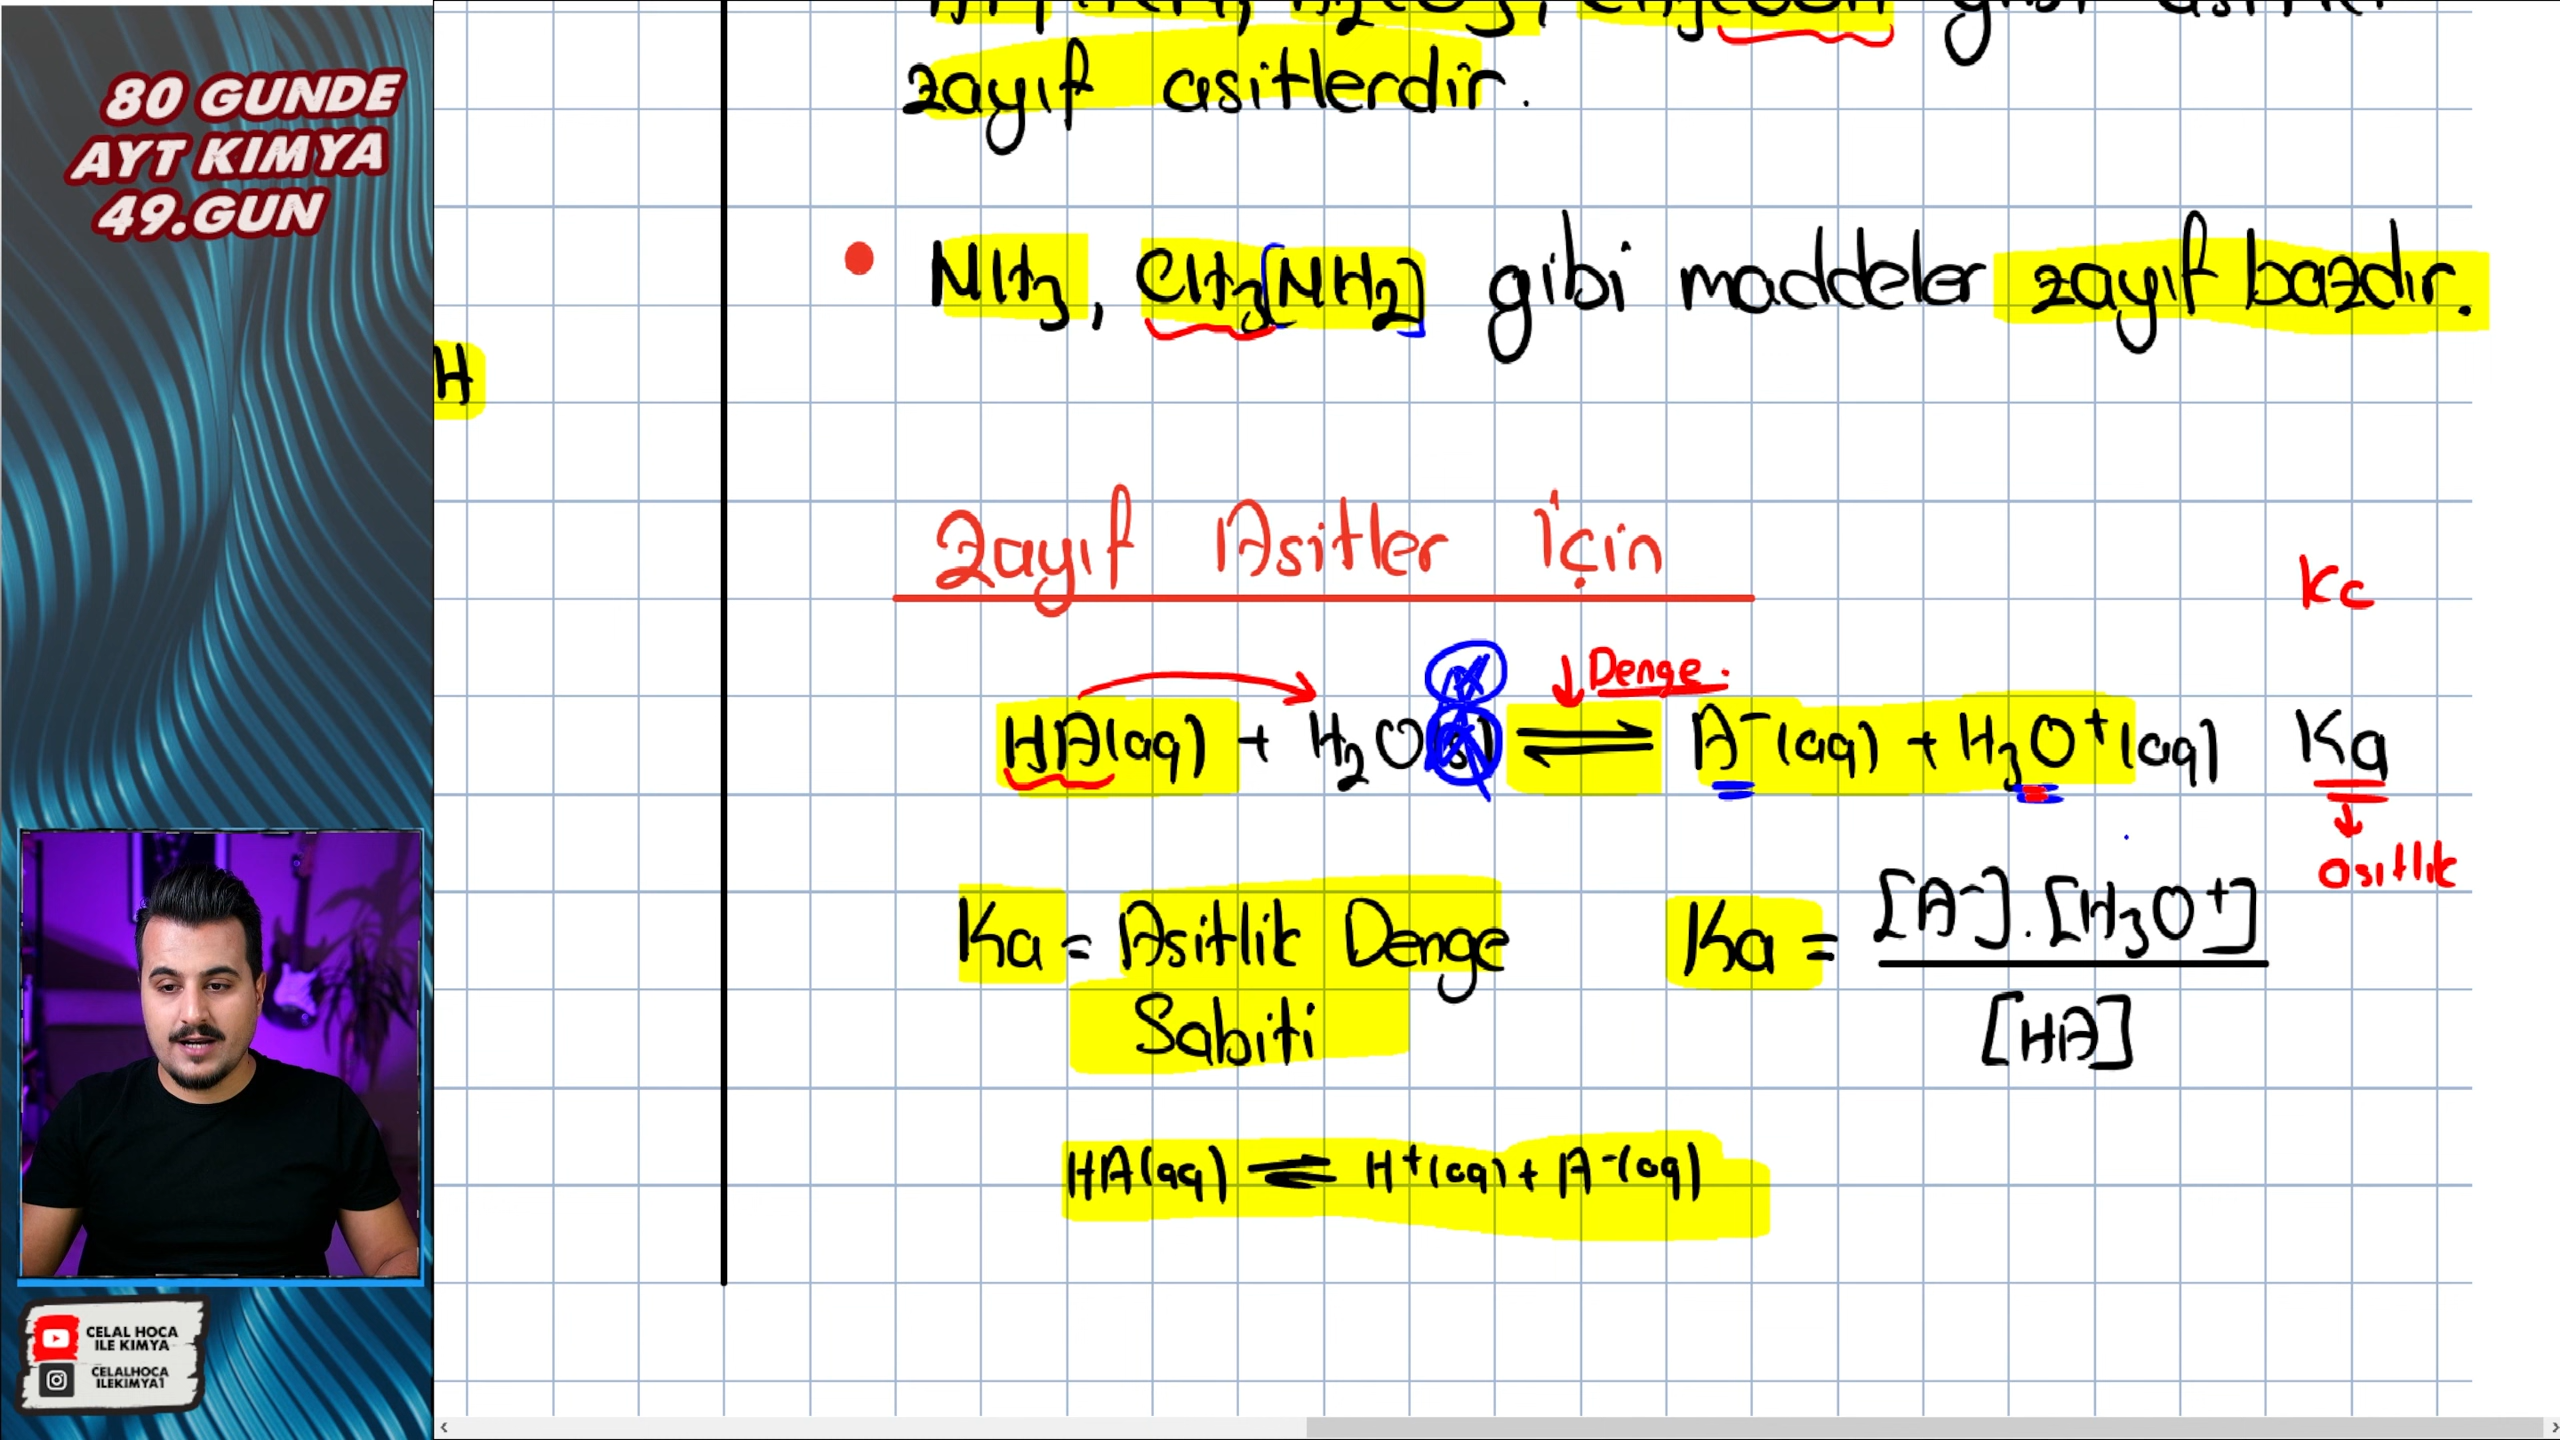 80 GUNDE
AYT KIMYA
49.GUN
zayıf asitlerdir.
• NH3, CH3[NH2] gibi maddeler zayıf bazdır.
H
Zayıf Asitler İçin
Kc
Denge.
HA(aq) + H2O ⇌ A⁻(aq) + H3O⁺(aq) Ka
asitlik
Ka = Asitlik Denge
Sabiti
Ka = [A⁻].[H3O⁺]
[HA]
HA(aq) ⇌ H⁺(aq) + A⁻(aq)
CELAL HOCA
ILE KIMYA
CELALHOCA
ILEKIMYA1